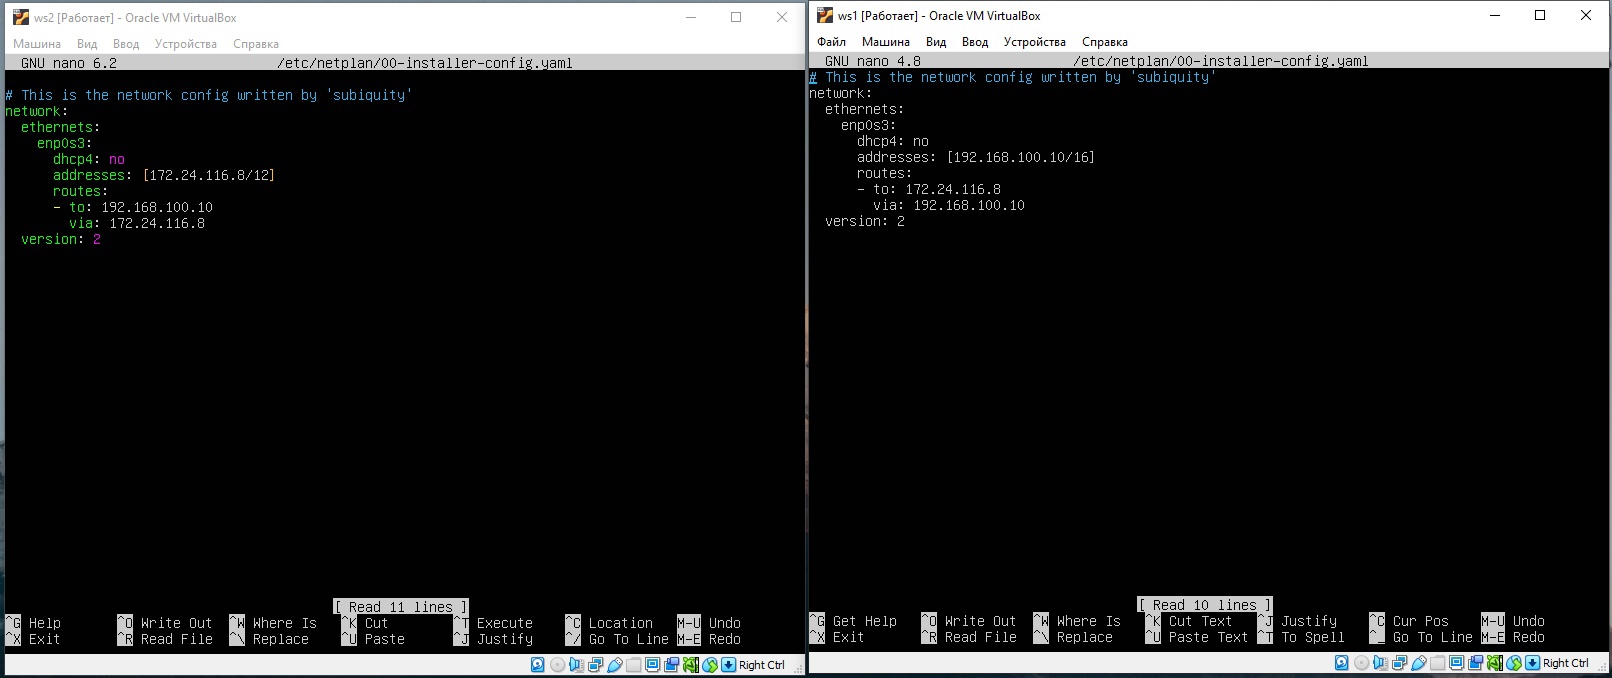 ws2 [Работает] - Oracle VM VirtualBox
Машина Вид Ввод Устройства Справка
GNU nano 6.2 /etc/netplan/00-installer-config.yaml
# This is the network config written by 'subiquity'
network:
  ethernets:
    enp0s3:
      dhcp4: no
      addresses: [172.24.116.8/12]
      routes:
      - to: 192.168.100.10
        via: 172.24.116.8
  version: 2
[ Read 11 lines ]
^G Help ^O Write Out ^W Where Is ^K Cut ^T Execute ^C Location M-U Undo
^X Exit ^R Read File ^\ Replace ^U Paste ^J Justify ^/ Go To Line M-E Redo
Right Ctrl
ws1 [Работает] - Oracle VM VirtualBox
Файл Машина Вид Ввод Устройства Справка
GNU nano 4.8 /etc/netplan/00-installer-config.yaml
# This is the network config written by 'subiquity'
network:
  ethernets:
    enp0s3:
      dhcp4: no
      addresses: [192.168.100.10/16]
      routes:
      - to: 172.24.116.8
        via: 192.168.100.10
  version: 2
[ Read 10 lines ]
^G Get Help ^O Write Out ^W Where Is ^K Cut Text ^J Justify ^C Cur Pos M-U Undo
^X Exit ^R Read File ^\ Replace ^U Paste Text ^T To Spell ^_ Go To Line M-E Redo
Right Ctrl